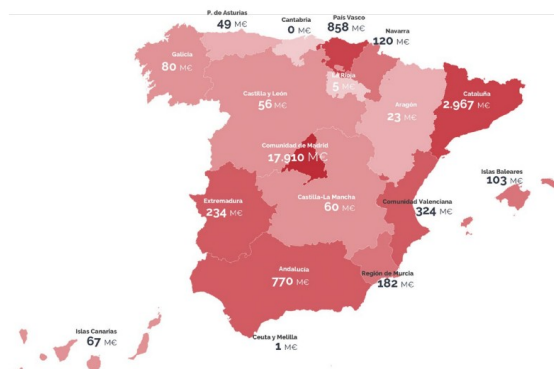 P. de Asturias
49 M€
Cantabria
0 M€
País Vasco
858 M€
Navarra
120 M€
Galicia
80 M€
La Rioja
5 M€
Castilla y León
56 M€
Aragón
23 M€
Cataluña
2.967 M€
Comunidad de Madrid
17.910 M€
Islas Baleares
103 M€
Extremadura
234 M€
Castilla-La Mancha
60 M€
Comunidad Valenciana
324 M€
Andalucía
770 M€
Región de Murcia
182 M€
Islas Canarias
67 M€
Ceuta y Melilla
1 M€